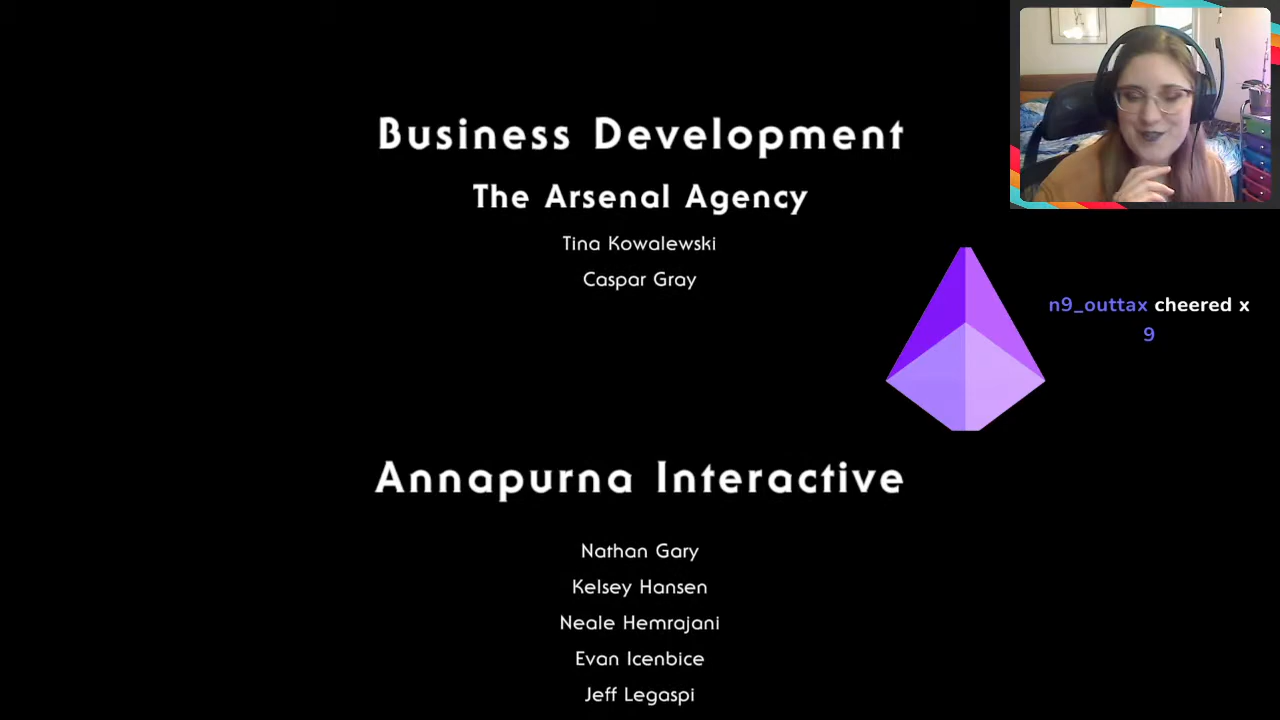 Business Development
The Arsenal Agency
Tina Kowalewski
Caspar Gray
n9_outtax cheered x
9
Annapurna Interactive
Nathan Gary
Kelsey Hansen
Neale Hemrajani
Evan Icenbice
Jeff Legaspi